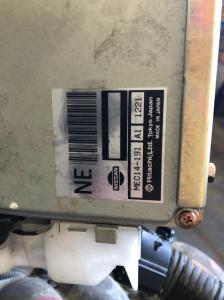 NE
NISSAN
MEC14-191 A1 1221
Hitachi,Ltd. Tokyo Japan
MADE IN JAPAN